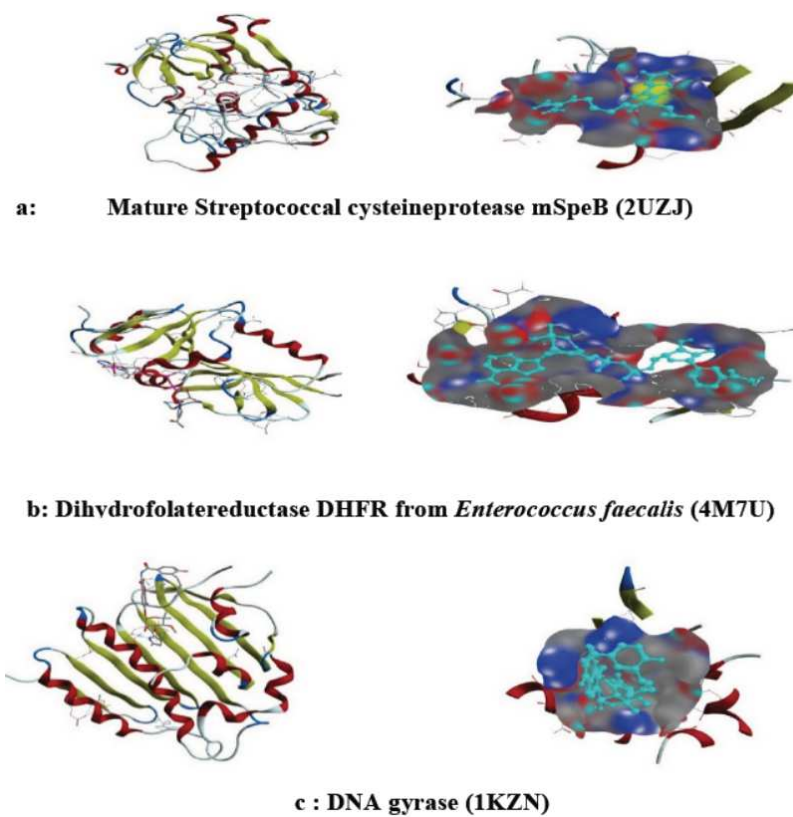 a: Mature Streptococcal cysteineprotease mSpeB (2UZJ)
b: Dihydrofolatereductase DHFR from Enterococcus faecalis (4M7U)
c : DNA gyrase (1KZN)